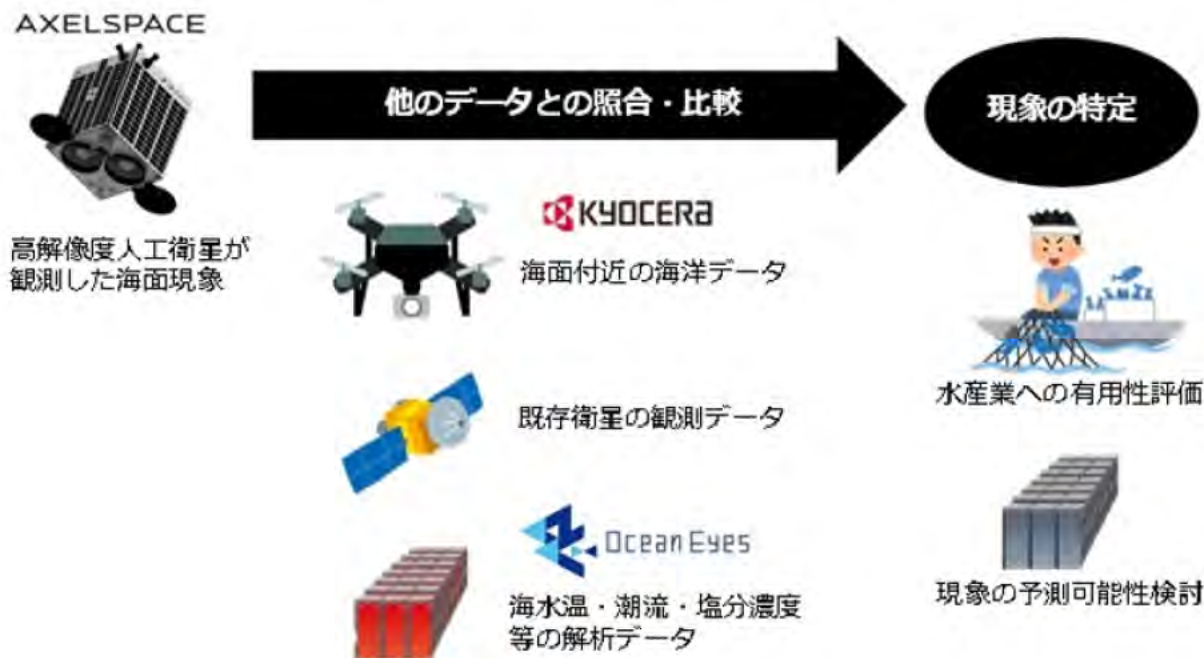 AXELSPACE
他のデータとの照合・比較
現象の特定
高解像度人工衛星が
観測した海面現象
KYOCERA
海面付近の海洋データ
既存衛星の観測データ
Ocean Eyes
海水温・潮流・塩分濃度
等の解析データ
水産業への有用性評価
現象の予測可能性検討